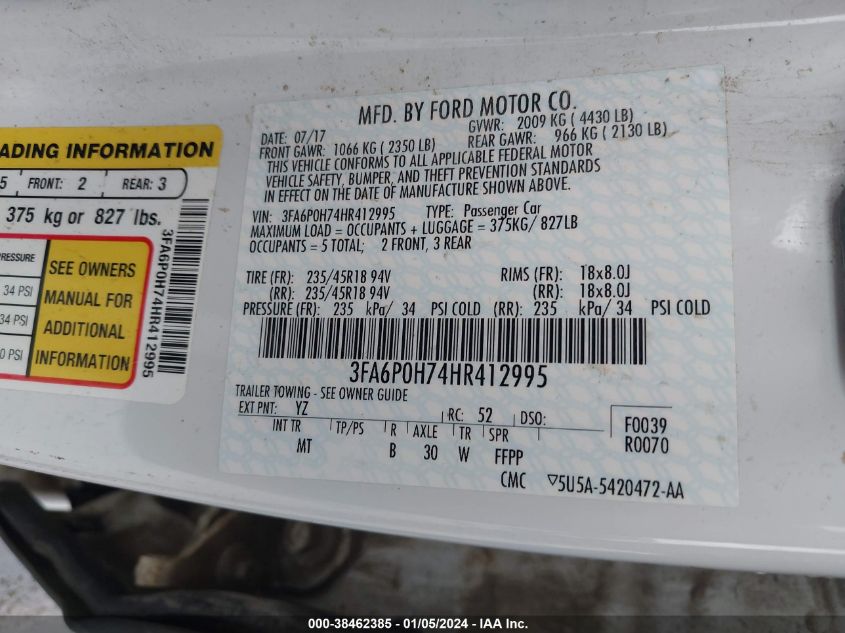 ADING INFORMATION
5 FRONT: 2 REAR: 3
375 kg or 827 lbs.
PRESSURE
34 PSI
34 PSI
0 PSI
SEE OWNERS
MANUAL FOR
ADDITIONAL
INFORMATION
3FA6P0H74HR412995
MFD. BY FORD MOTOR CO.
DATE: 07/17 GVWR: 2009 KG ( 4430 LB)
FRONT GAWR: 1066 KG ( 2350 LB) REAR GAWR: 966 KG ( 2130 LB)
THIS VEHICLE CONFORMS TO ALL APPLICABLE FEDERAL MOTOR
VEHICLE SAFETY, BUMPER, AND THEFT PREVENTION STANDARDS
IN EFFECT ON THE DATE OF MANUFACTURE SHOWN ABOVE.
VIN: 3FA6P0H74HR412995 TYPE: Passenger Car
MAXIMUM LOAD = OCCUPANTS + LUGGAGE = 375KG/ 827LB
OCCUPANTS = 5 TOTAL; 2 FRONT, 3 REAR
TIRE (FR): 235/45R18 94V RIMS (FR): 18x8.0J
(RR): 235/45R18 94V (RR): 18x8.0J
PRESSURE (FR): 235 kPa/ 34 PSI COLD (RR): 235 kPa/ 34 PSI COLD
3FA6P0H74HR412995
TRAILER TOWING - SEE OWNER GUIDE
EXT PNT: YZ RC: 52 DSO: F0039
INT TR TP/PS R AXLE TR SPR R0070
MT B 30 W FFPP
CMC ▽5U5A-5420472-AA
000-38462385 - 01/05/2024 - IAA Inc.